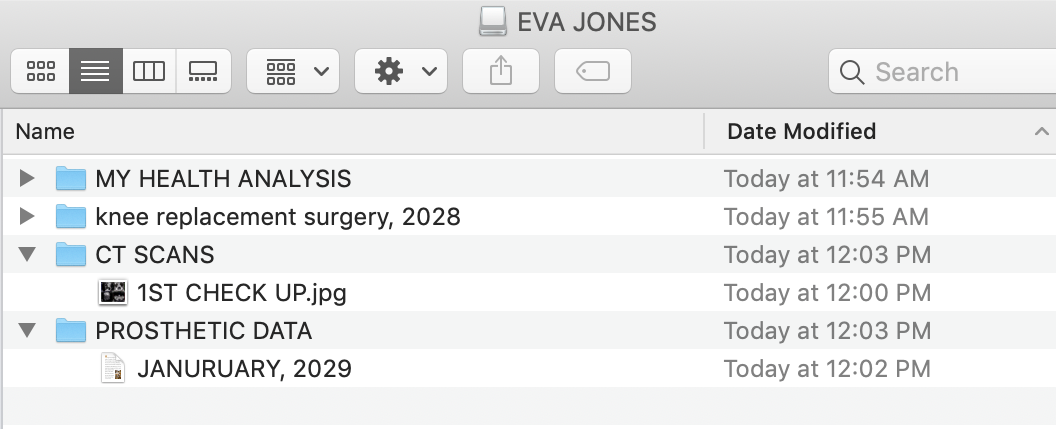 EVA JONES
Search
Name Date Modified
MY HEALTH ANALYSIS Today at 11:54 AM
knee replacement surgery, 2028 Today at 11:55 AM
CT SCANS Today at 12:03 PM
1ST CHECK UP.jpg Today at 12:00 PM
PROSTHETIC DATA Today at 12:03 PM
JANURUARY, 2029 Today at 12:02 PM